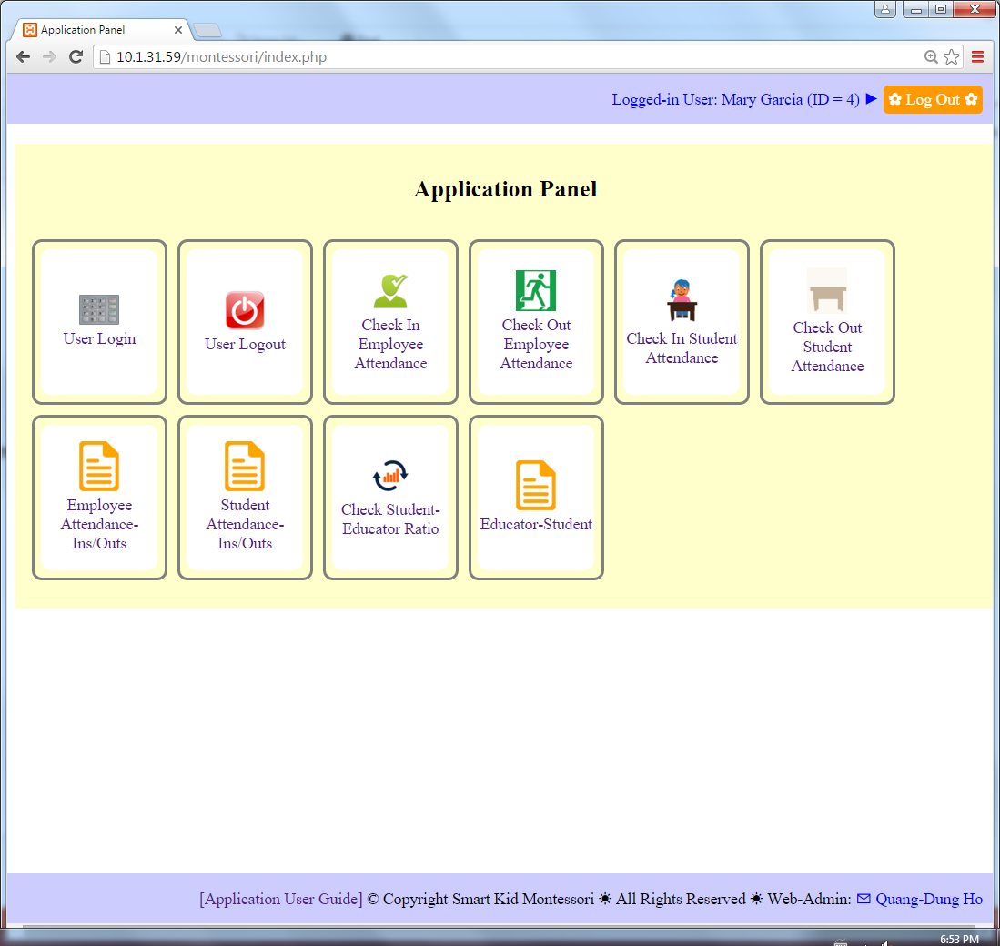 Application Panel
10.1.31.59/montessori/index.php
Logged-in User: Mary Garcia (ID = 4) ► ✿ Log Out ✿
Application Panel
User Login
User Logout
Check In
Employee
Attendance
Check Out
Employee
Attendance
Check In Student
Attendance
Check Out
Student
Attendance
Employee
Attendance-
Ins/Outs
Student
Attendance-
Ins/Outs
Check Student-
Educator Ratio
Educator-Student
[Application User Guide] © Copyright Smart Kid Montessori ☀ All Rights Reserved ☀ Web-Admin: ✉ Quang-Dung Ho
6:53 PM